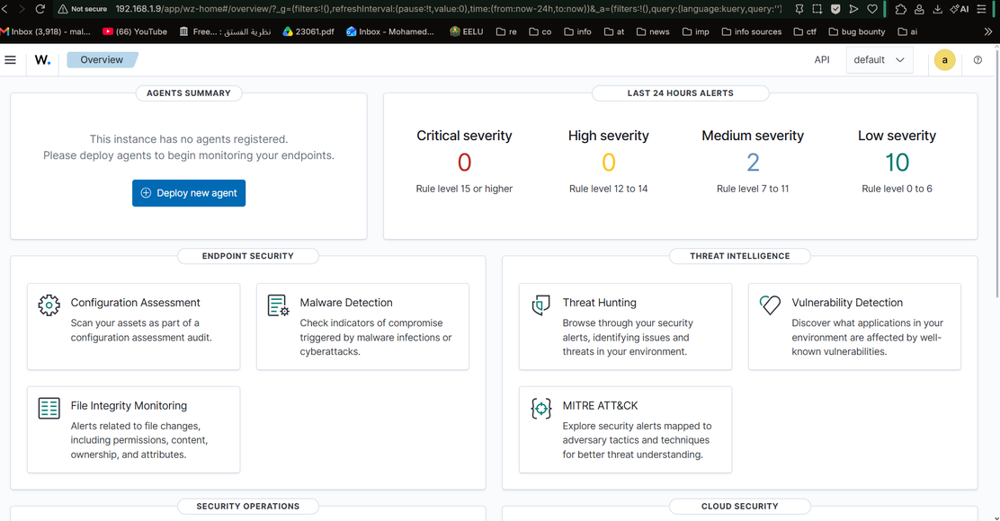 Not secure 192.168.1.9/app/wz-home#/overview/?_g=(filters:!(),refreshInterval:(pause:!t,value:0),time:(from:now-24h,to:now))&_a=(filters:!(),query:(language:kuery,query:'') AI
Inbox (3,918) - mal... (66) YouTube Free... : نظرية الفستق 23061.pdf Inbox - Mohamed... EELU re co info at news imp info sources ctf bug bounty ai
W. Overview API default a
AGENTS SUMMARY
This instance has no agents registered.
Please deploy agents to begin monitoring your endpoints.
Deploy new agent
LAST 24 HOURS ALERTS
Critical severity High severity Medium severity Low severity
0 0 2 10
Rule level 15 or higher Rule level 12 to 14 Rule level 7 to 11 Rule level 0 to 6
ENDPOINT SECURITY
Configuration Assessment
Scan your assets as part of a
configuration assessment audit.
Malware Detection
Check indicators of compromise
triggered by malware infections or
cyberattacks.
File Integrity Monitoring
Alerts related to file changes,
including permissions, content,
ownership, and attributes.
THREAT INTELLIGENCE
Threat Hunting
Browse through your security
alerts, identifying issues and
threats in your environment.
Vulnerability Detection
Discover what applications in your
environment are affected by well-
known vulnerabilities.
MITRE ATT&CK
Explore security alerts mapped to
adversary tactics and techniques
for better threat understanding.
SECURITY OPERATIONS
CLOUD SECURITY